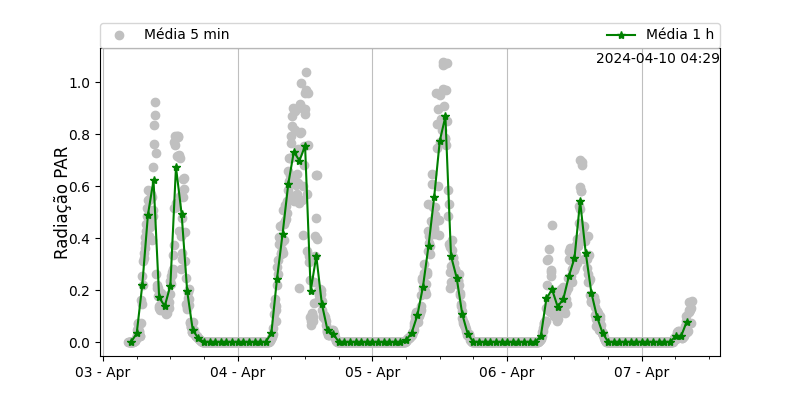 Média 5 min
Média 1 h
2024-04-10 04:29
Radiação PAR
1.0
0.8
0.6
0.4
0.2
0.0
03 - Apr
04 - Apr
05 - Apr
06 - Apr
07 - Apr